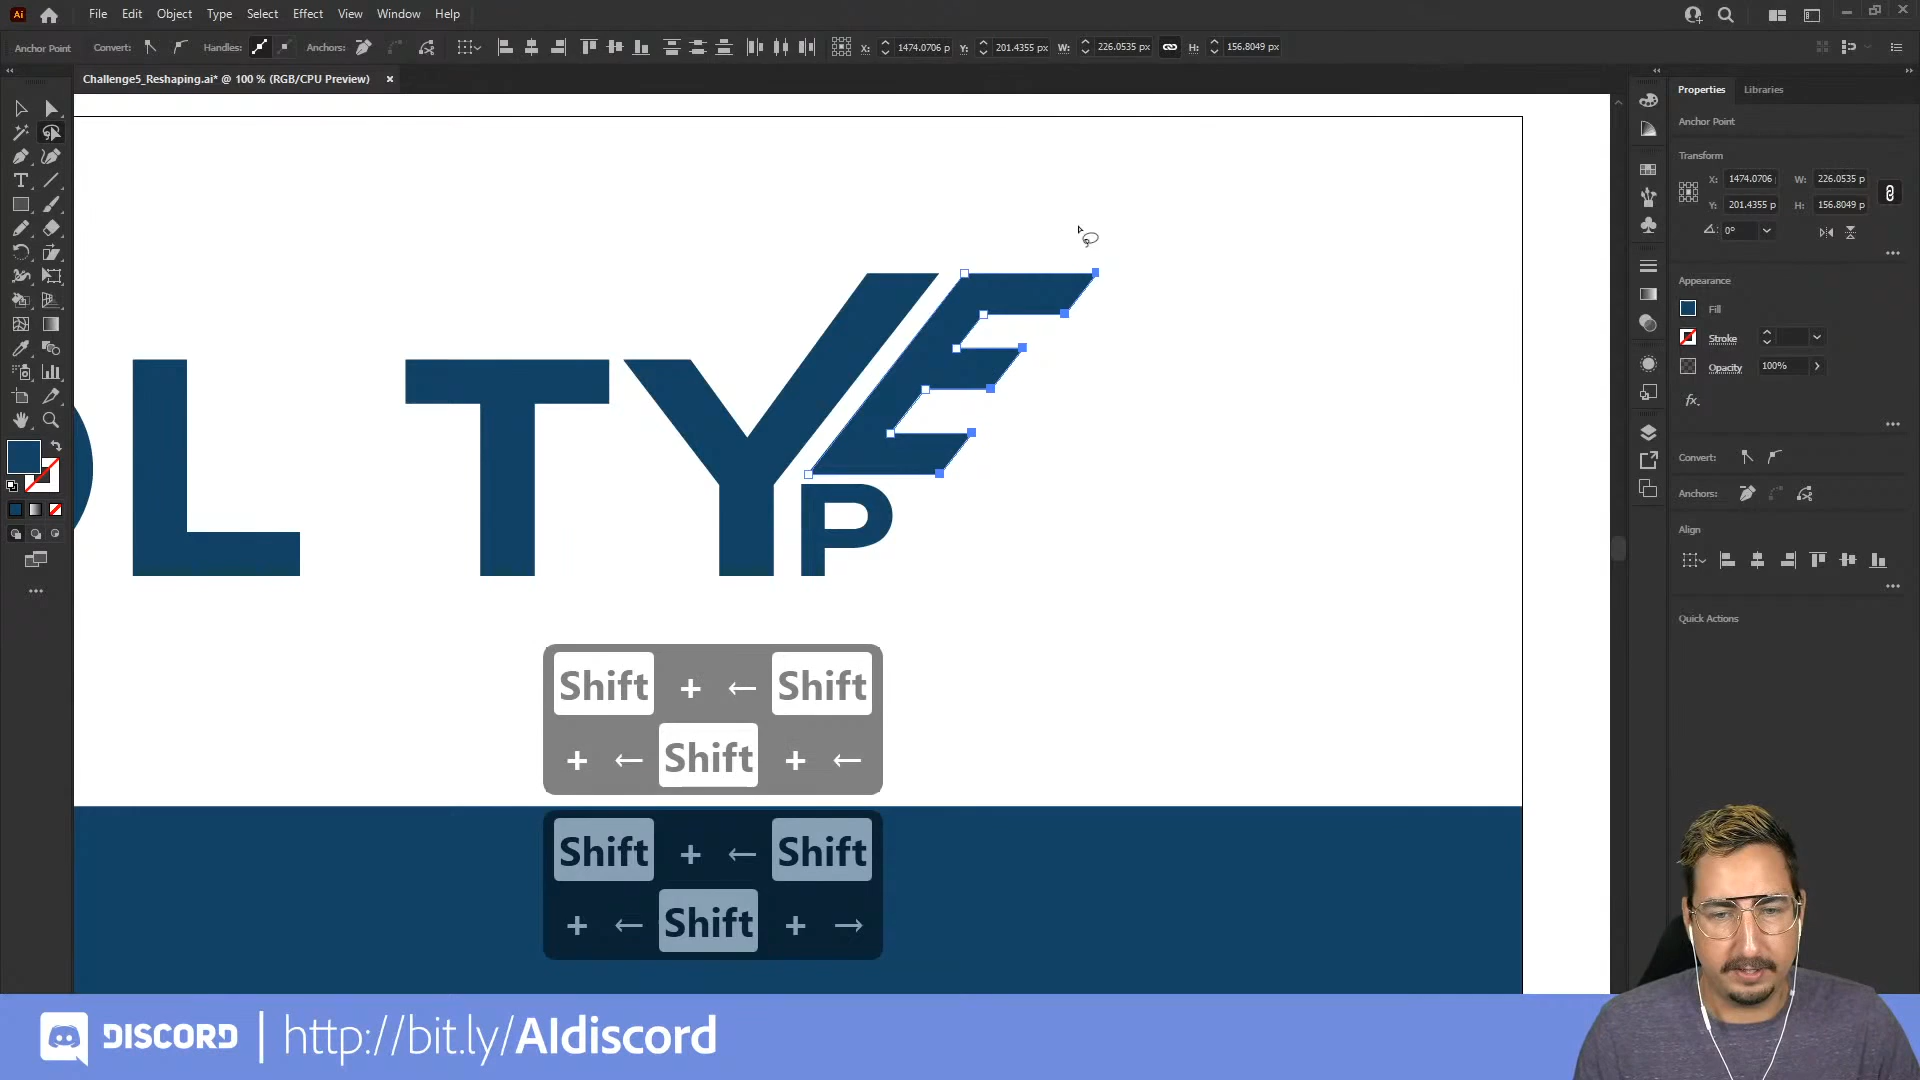 Ai File Edit Object Type Select Effect View Window Help
Anchor Point Convert: Handles: Anchors: X: 1474.0706 p Y: 201.4355 px W: 226.0535 px H: 156.8049 px
Challenge5_Reshaping.ai* @ 100 % (RGB/CPU Preview)
Properties Libraries
Anchor Point
Transform
X: 1474.0706 W: 226.0535 p
Y: 201.4355 p H: 156.8049 p
0°
Appearance
Fill
Stroke
Opacity 100%
fx.
Convert:
Anchors:
Align
Quick Actions
L TYPE
Shift + ← Shift
+ ← Shift + ←
Shift + ← Shift
+ ← Shift + →
DISCORD | http://bit.ly/AIdiscord